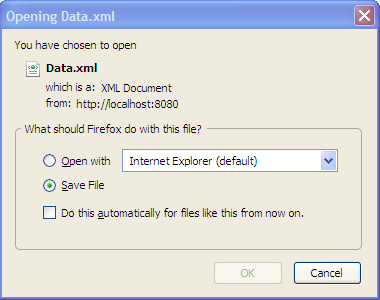 Opening Data.xml
You have chosen to open
Data.xml
which is a: XML Document
from: http://localhost:8080
What should Firefox do with this file?
Open with Internet Explorer (default)
Save File
Do this automatically for files like this from now on.
OK Cancel